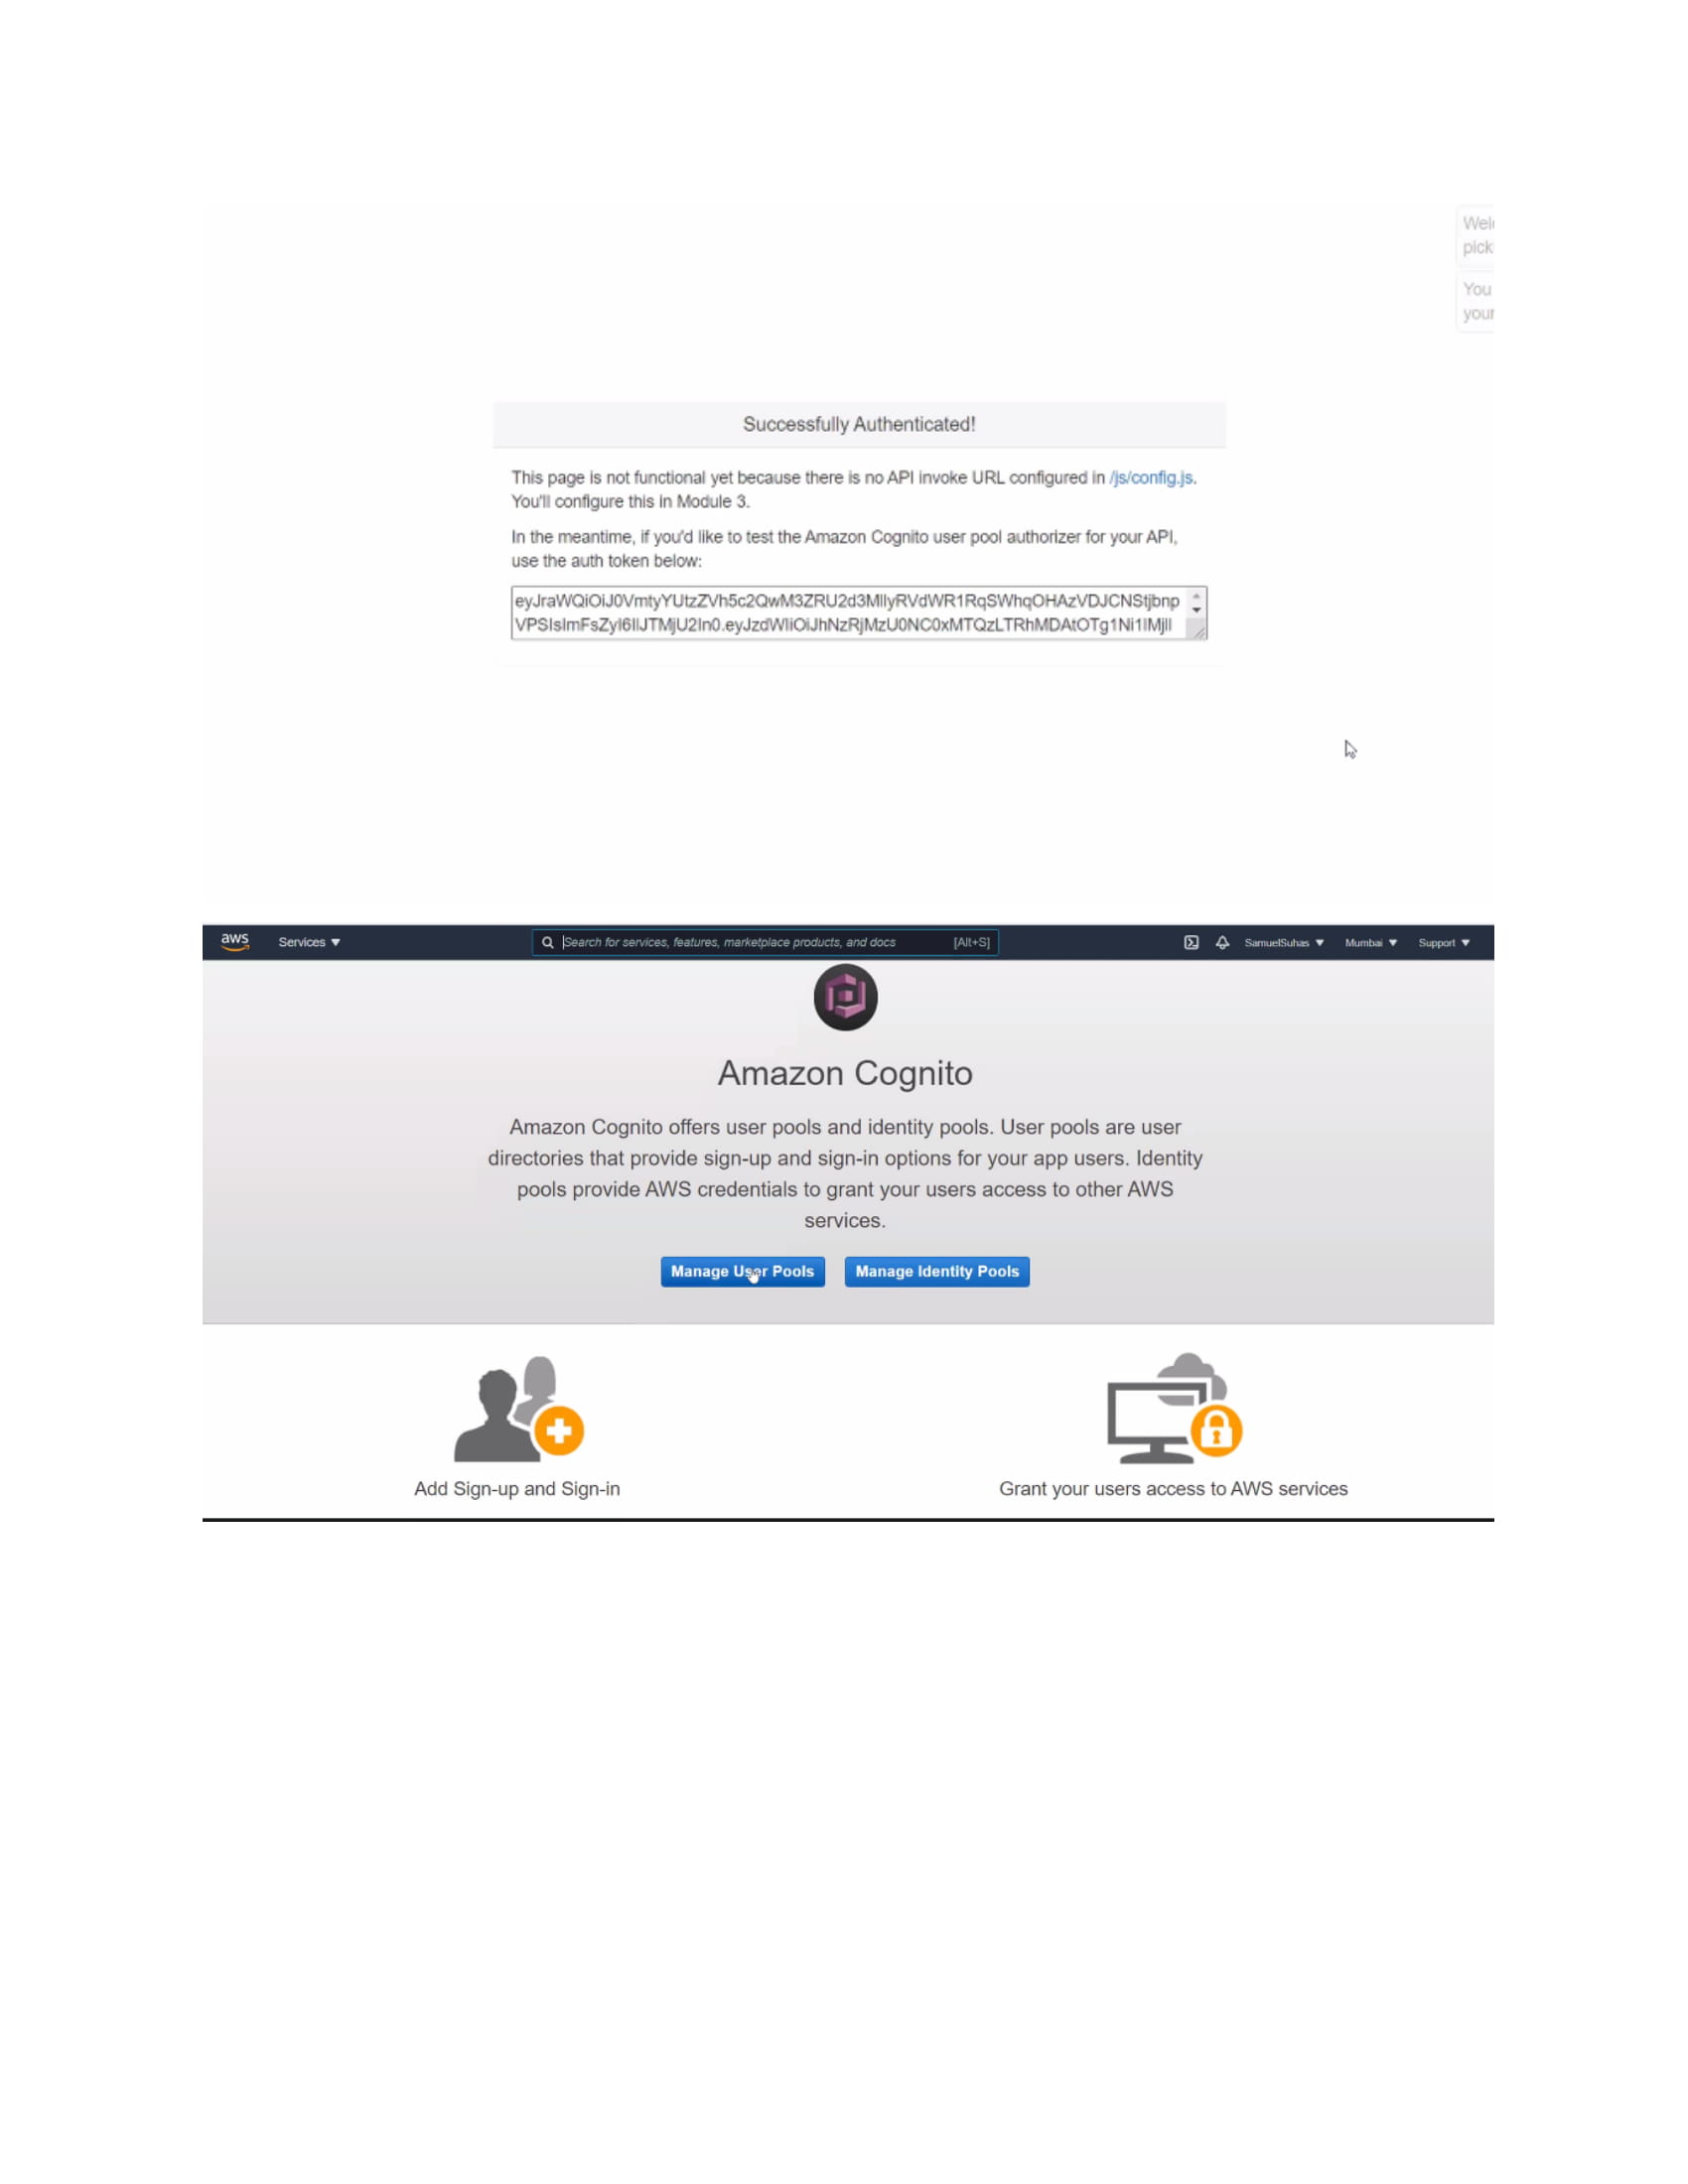 Wel
pick
You
your
Successfully Authenticated!
This page is not functional yet because there is no API invoke URL configured in /js/config.js.
You'll configure this in Module 3.
In the meantime, if you'd like to test the Amazon Cognito user pool authorizer for your API,
use the auth token below:
eyJraWQiOiJ0VmtyYUtzZVh5c2QwM3ZRU2d3MllyRVdWR1RqSWhqOHAzVDJCNStjbnp
VPSIsImFsZyI6IlJTMjU2In0.eyJzdWIiOiJhNzRjMzU0NC0xMTQzLTRhMDAtOTg1Ni1lMjll
aws Services Search for services, features, marketplace products, and docs [Alt+S] SamuelSuhas Mumbai Support
Amazon Cognito
Amazon Cognito offers user pools and identity pools. User pools are user
directories that provide sign-up and sign-in options for your app users. Identity
pools provide AWS credentials to grant your users access to other AWS
services.
Manage User Pools Manage Identity Pools
Add Sign-up and Sign-in Grant your users access to AWS services